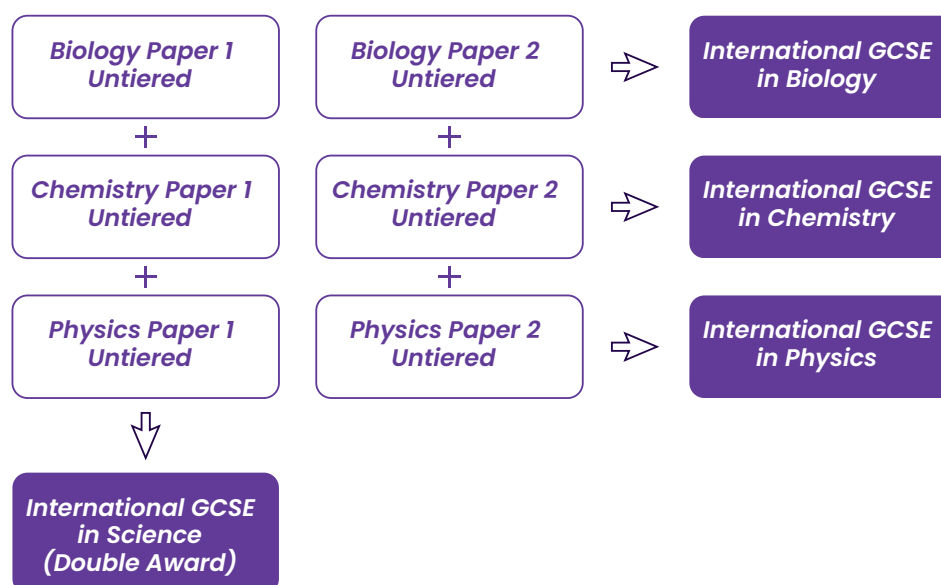 Biology Paper 1
Untiered
Biology Paper 2
Untiered
International GCSE
in Biology
+
+
Chemistry Paper 1
Untiered
Chemistry Paper 2
Untiered
International GCSE
in Chemistry
+
+
Physics Paper 1
Untiered
Physics Paper 2
Untiered
International GCSE
in Physics
International GCSE
in Science
(Double Award)